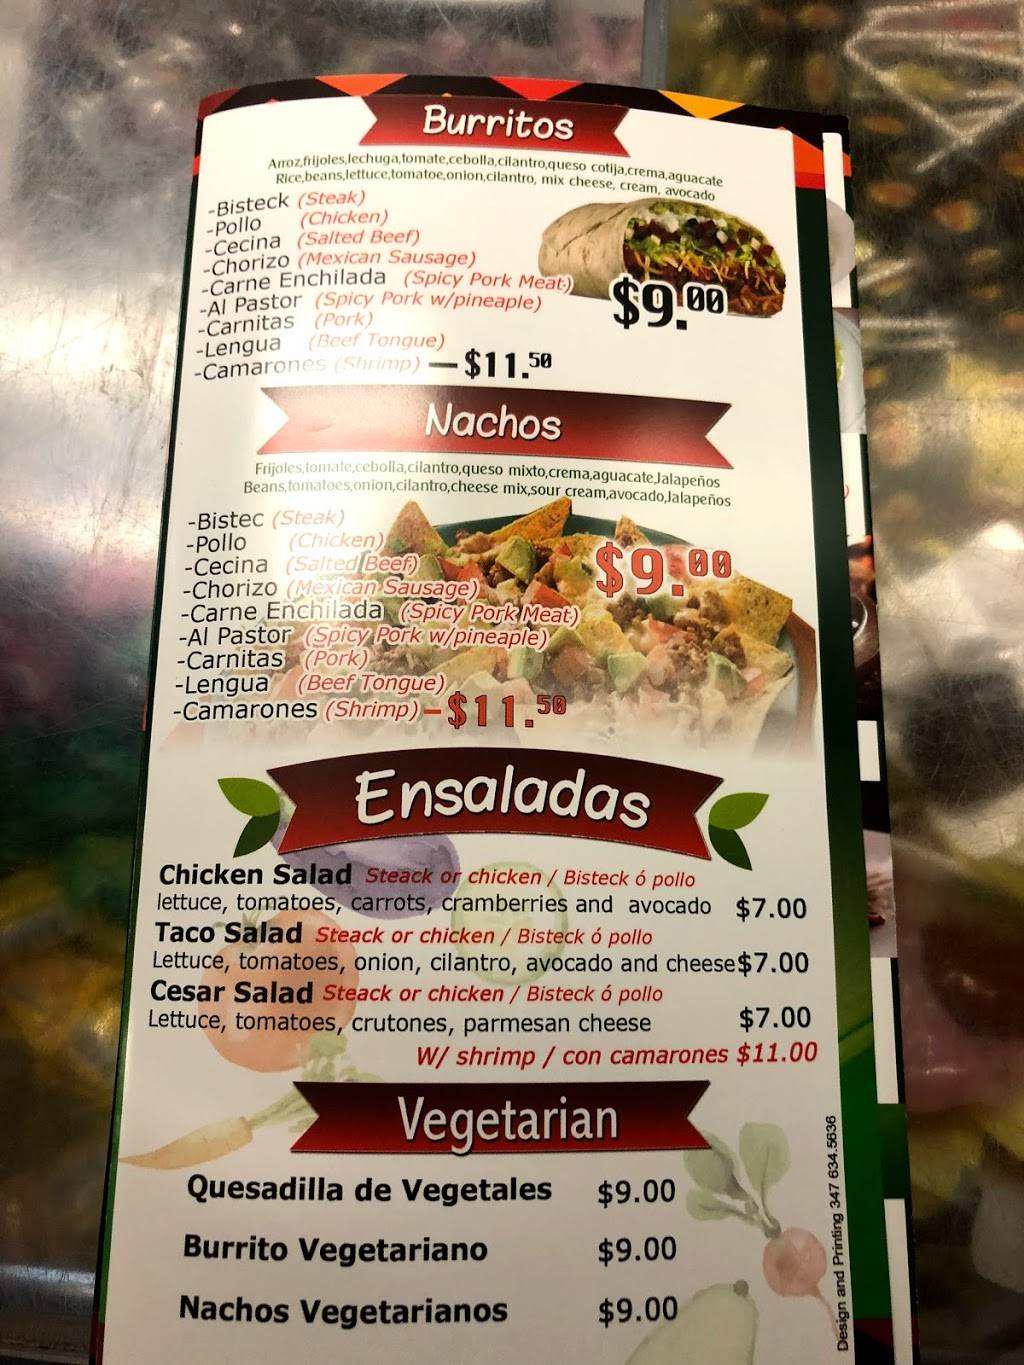 Burritos
Arroz,frijoles,lechuga,tomate,cebolla,cilantro,queso cotija,crema,aguacate
Rice,beans,lettuce,tomatoe,onion,cilantro, mix cheese, cream, avocado
-Bisteck (Steak)
-Pollo (Chicken)
-Cecina (Salted Beef)
-Chorizo (Mexican Sausage)
-Carne Enchilada (Spicy Pork Meat)
-Al Pastor (Spicy Pork w/pineaple)
$9.00
-Carnitas (Pork)
-Lengua (Beef Tongue)
-Camarones (Shrimp) — $11.50
Nachos
Frijoles,tomate,cebolla,cilantro,queso mixto,crema,aguacate,Jalapeños
Beans,tomatoes,onion,cilantro,cheese mix,sour cream,avocado,Jalapeños
-Bistec (Steak)
-Pollo (Chicken)
-Cecina (Salted Beef)
$9.00
-Chorizo (Mexican Sausage)
-Carne Enchilada (Spicy Pork Meat)
-Al Pastor (Spicy Pork w/pineaple)
-Carnitas (Pork)
-Lengua (Beef Tongue)
-Camarones (Shrimp) – $11.50
Ensaladas
Chicken Salad Steack or chicken / Bisteck ó pollo
lettuce, tomatoes, carrots, cramberries and avocado $7.00
Taco Salad Steack or chicken / Bisteck ó pollo
Lettuce, tomatoes, onion, cilantro, avocado and cheese $7.00
Cesar Salad Steack or chicken / Bisteck ó pollo
Lettuce, tomatoes, crutones, parmesan cheese $7.00
W/ shrimp / con camarones $11.00
Vegetarian
Quesadilla de Vegetales $9.00
Burrito Vegetariano $9.00
Nachos Vegetarianos $9.00
Design and Printing 347 634.5636